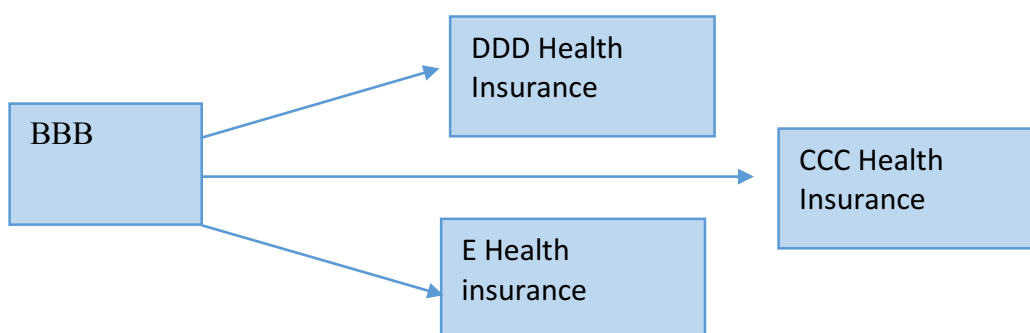 DDD Health
Insurance
BBB
CCC Health
Insurance
E Health
insurance